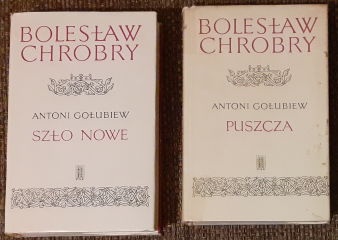 BOLESŁAW
CHROBRY
ANTONI GOŁUBIEW
SZŁO NOWE
BOLESŁAW
CHROBRY
ANTONI GOŁUBIEW
PUSZCZA